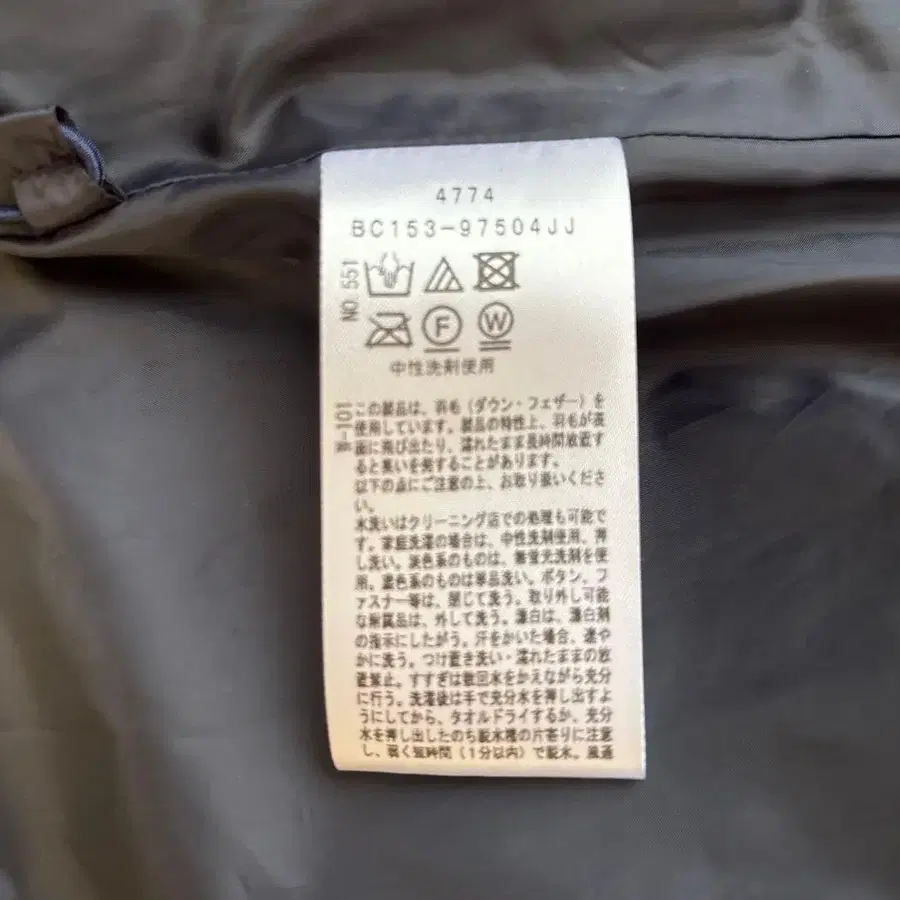 4774
BC153-97504JJ
NO. 551
F W
中性洗剤使用
W-101
この製品は、羽毛（ダウン・フェザー）を
使用しています。製品の特性上、羽毛が表
面に飛び出たり、濡れたまま長時間放置す
ると臭いを発することがあります。
以下の点にご注意の上、お取り扱いくださ
い。
水洗いはクリーニング店での処理も可能で
す。家庭洗濯の場合は、中性洗剤使用、押
し洗い。淡色系のものは、無蛍光洗剤を使
用。濃色系のものは単品洗い。ボタン、フ
ァスナー等は、閉じて洗う。取り外し可能
な附属品は、外して洗う。漂白は、漂白剤
の指示にしたがう。汗をかいた場合、速や
かに洗う。つけ置き洗い・濡れたままの放
置禁止。すすぎは数回水をかえながら充分
に行う。洗濯後は手で充分水を押し出すよ
うにしてから、タオルドライするか、充分
水を押し出したのち脱水機の片寄りに注意
し、弱く短時間（1分以内）で脱水。風通